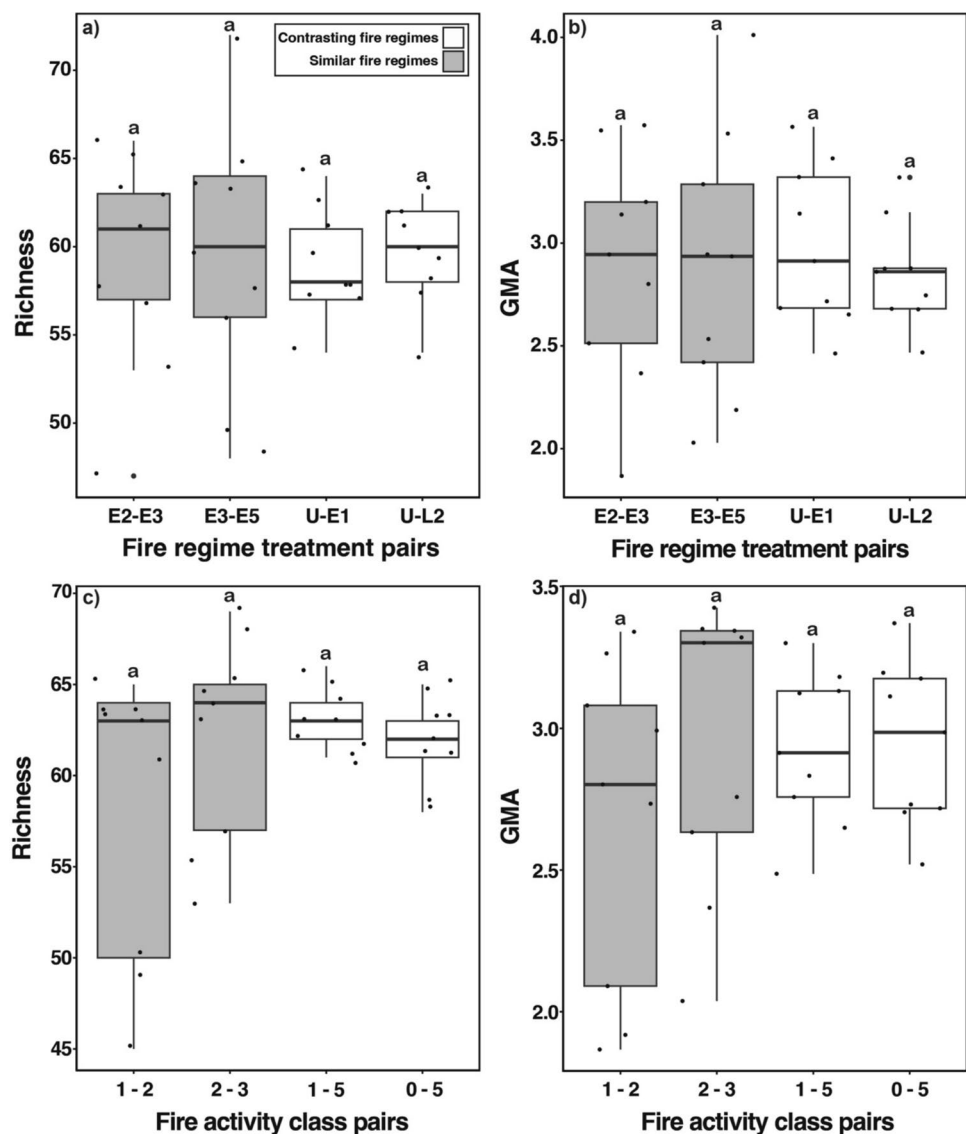 a)
Contrasting fire regimes
Similar fire regimes
a a a a
Richness
70
65
60
55
50
E2-E3 E3-E5 U-E1 U-L2
Fire regime treatment pairs
b)
a a a a
GMA
4.0
3.5
3.0
2.5
2.0
E2-E3 E3-E5 U-E1 U-L2
Fire regime treatment pairs
c)
a a a a
Richness
70
65
60
55
50
45
1 - 2 2 - 3 1 - 5 0 - 5
Fire activity class pairs
d)
a a a a
GMA
3.5
3.0
2.5
2.0
1 - 2 2 - 3 1 - 5 0 - 5
Fire activity class pairs